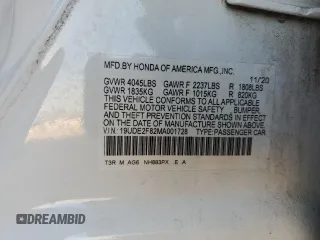 MFD. BY HONDA OF AMERICA MFG.,INC. 11/20
GVWR 4045LBS GAWR F 2237LBS R 1808LBS
GVWR 1835KG GAWR F 1015KG R 820KG
THIS VEHICLE CONFORMS TO ALL APPLICABLE
FEDERAL MOTOR VEHICLE SAFETY, BUMPER,
AND THEFT PREVENTION STANDARDS IN EFFECT
ON THE DATE OF MANUFACTURE SHOWN ABOVE.
V I N : 19UDE2F82MA001728 TYPE:PASSENGER CAR
T3R M AG6 NH883PX E A